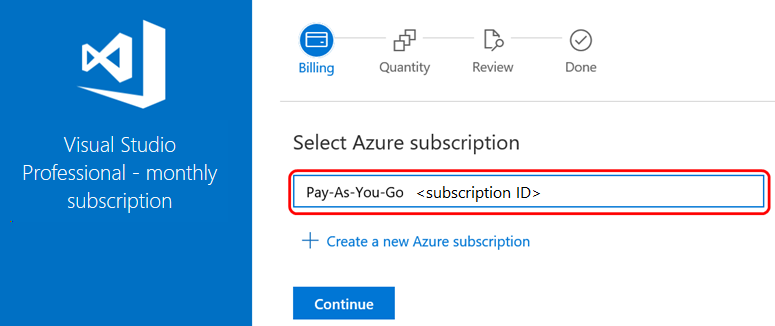 Visual Studio
Professional - monthly
subscription
Billing
Quantity
Review
Done
Select Azure subscription
Pay-As-You-Go <subscription ID>
Create a new Azure subscription
Continue